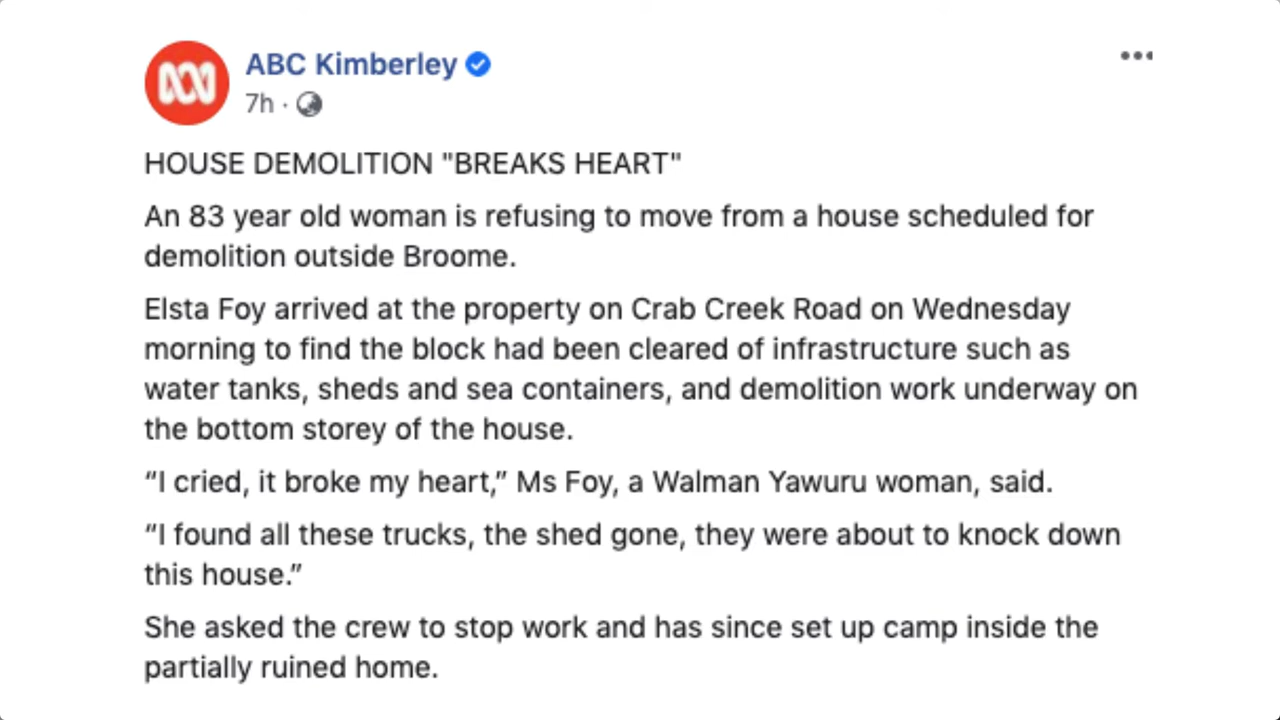 ABC Kimberley
7h ·
HOUSE DEMOLITION "BREAKS HEART"
An 83 year old woman is refusing to move from a house scheduled for
demolition outside Broome.
Elsta Foy arrived at the property on Crab Creek Road on Wednesday
morning to find the block had been cleared of infrastructure such as
water tanks, sheds and sea containers, and demolition work underway on
the bottom storey of the house.
“I cried, it broke my heart,” Ms Foy, a Walman Yawuru woman, said.
“I found all these trucks, the shed gone, they were about to knock down
this house.”
She asked the crew to stop work and has since set up camp inside the
partially ruined home.